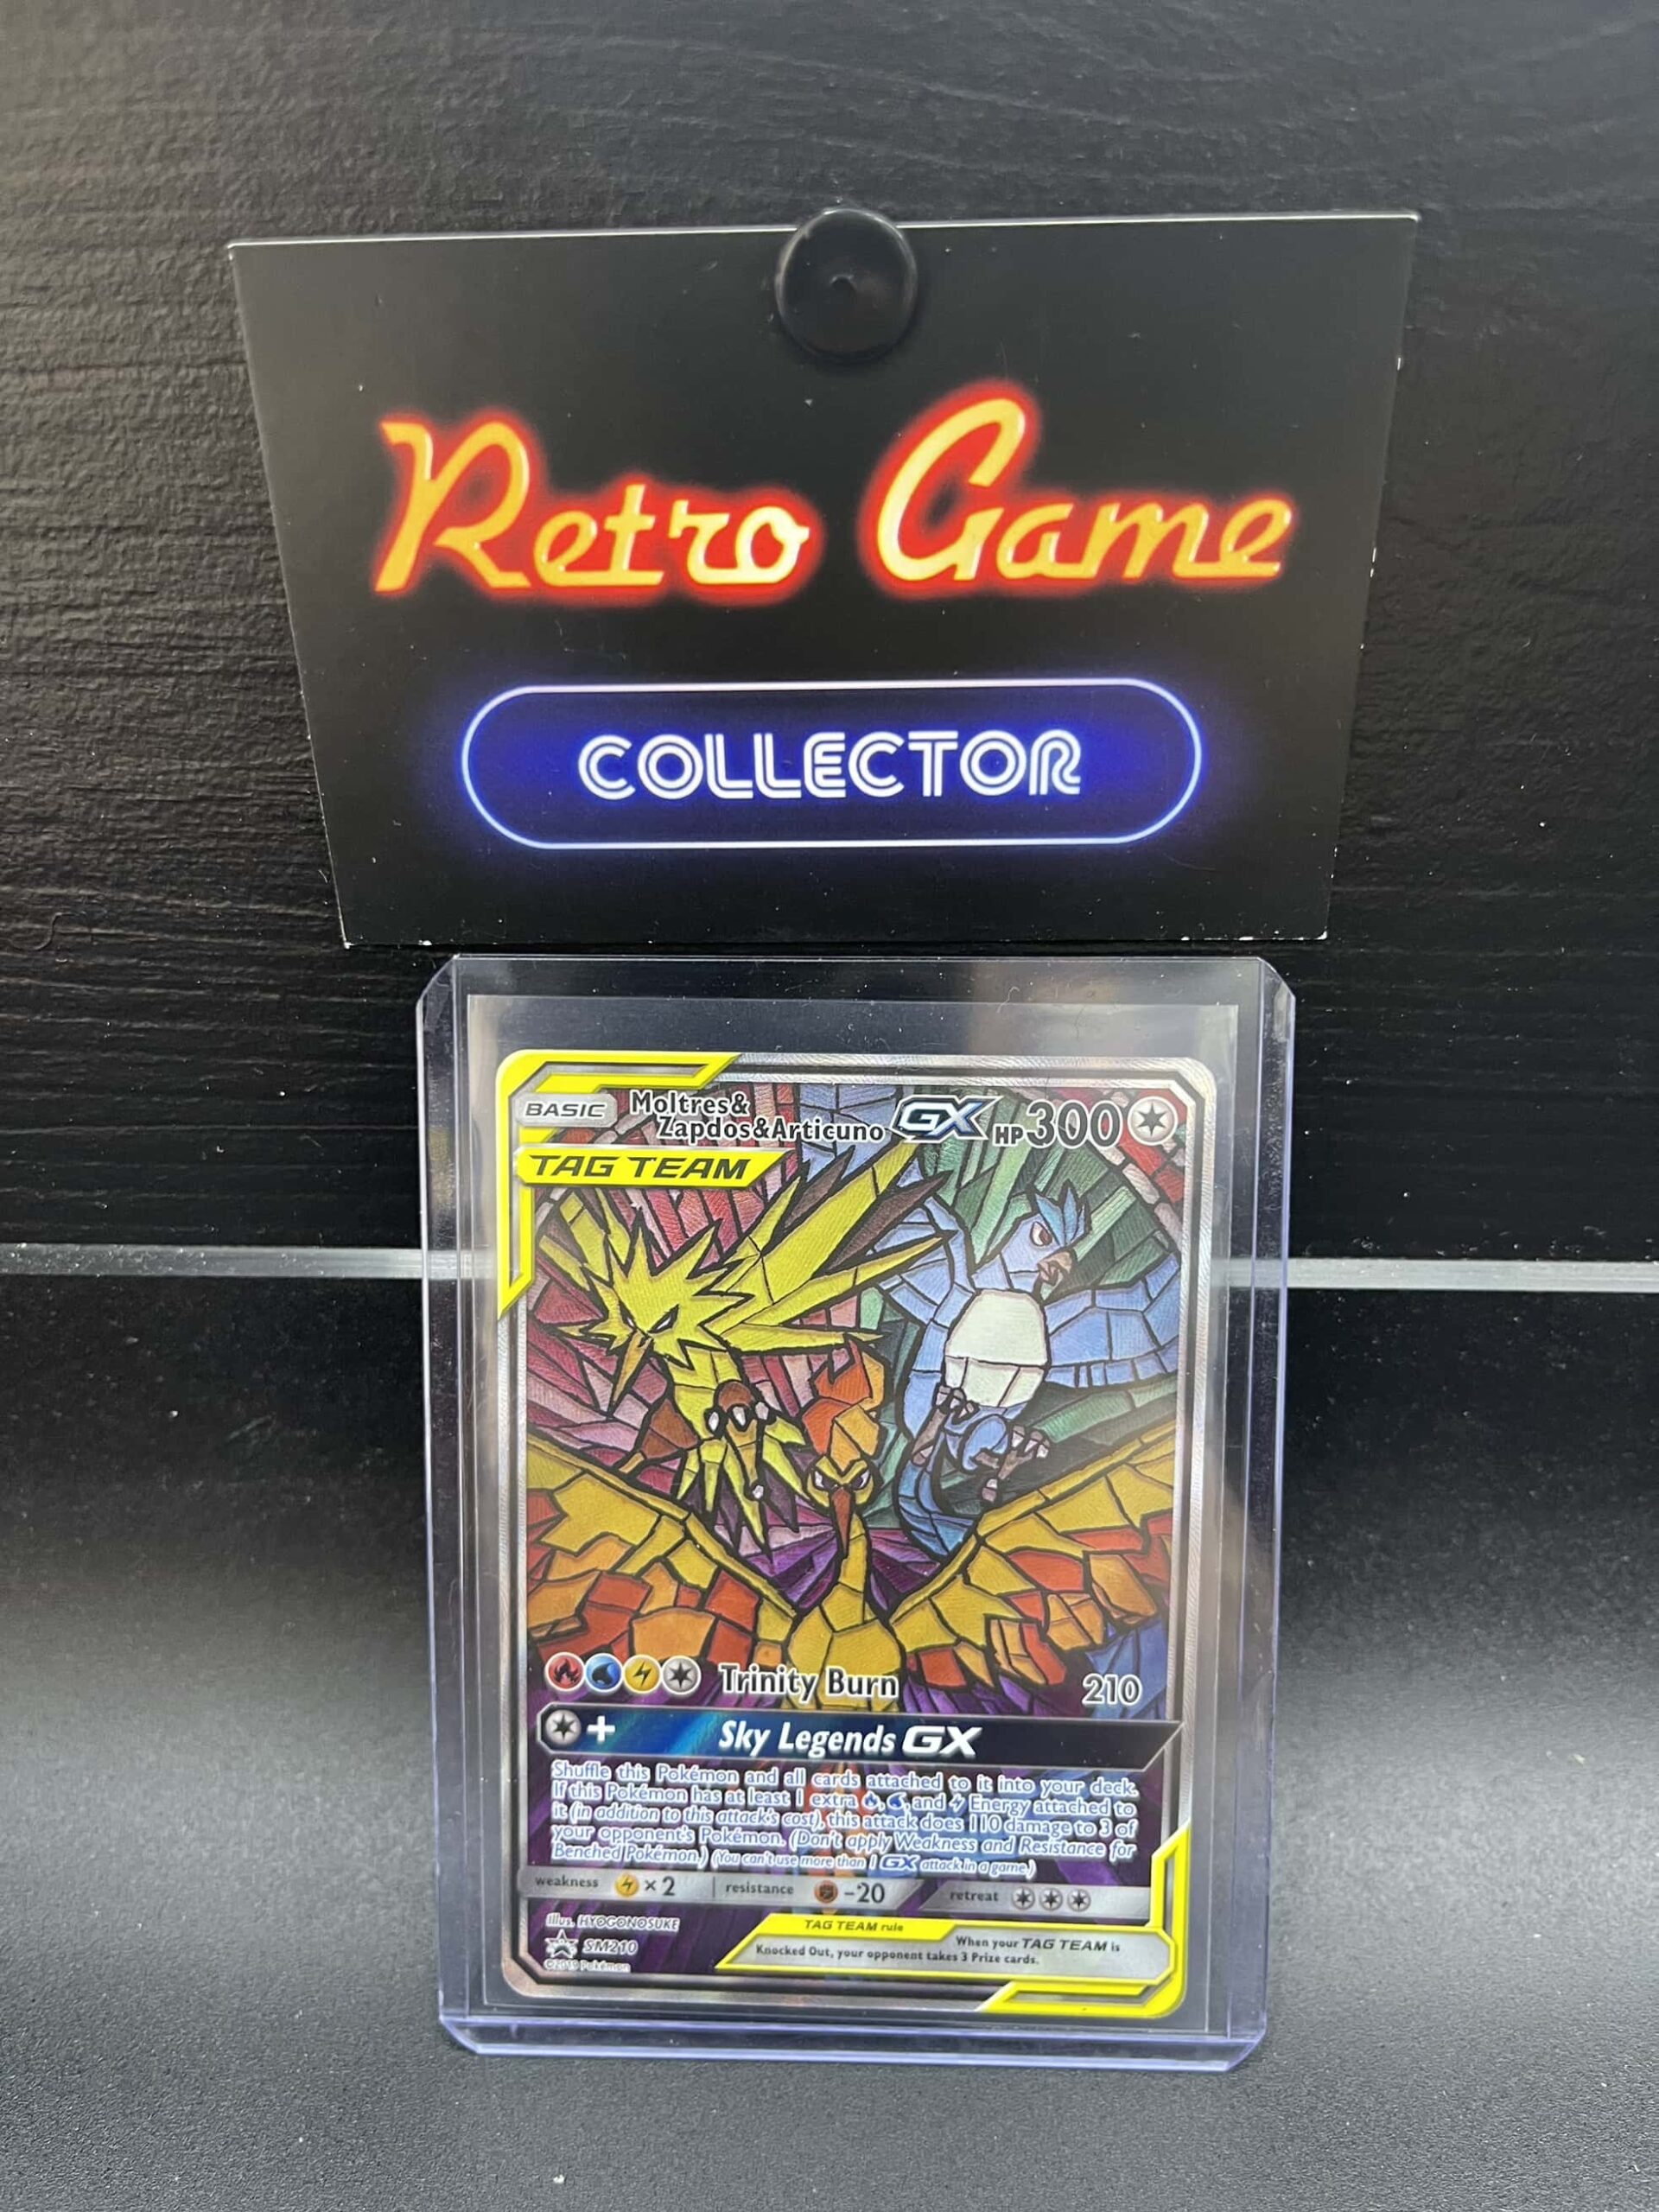 Retro Game
COLLECTOR
BASIC
Moltres&
Zapdos&Articuno GX HP 300
TAG TEAM
Trinity Burn 210
+ Sky Legends GX
Shuffle this Pokémon and all cards attached to it into your deck.
If this Pokémon has at least 1 extra , , and Energy attached to
it (in addition to this attack's cost), this attack does 110 damage to 3 of
your opponent's Pokémon. (Don't apply Weakness and Resistance for
Benched Pokémon.) (You can't use more than 1 GX attack in a game.)
weakness ×2 resistance -20 retreat
Illus. HYOGONOSUKE
SM210
©2019 Pokémon
TAG TEAM rule
When your TAG TEAM is
Knocked Out, your opponent takes 3 Prize cards.